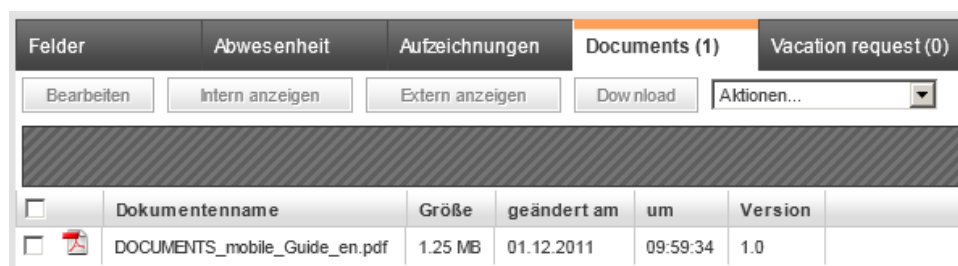 Felder Abwesenheit Aufzeichnungen Documents (1) Vacation request (0)
Bearbeiten Intern anzeigen Extern anzeigen Download Aktionen...
Dokumentenname Größe geändert am um Version
DOCUMENTS_mobile_Guide_en.pdf 1.25 MB 01.12.2011 09:59:34 1.0